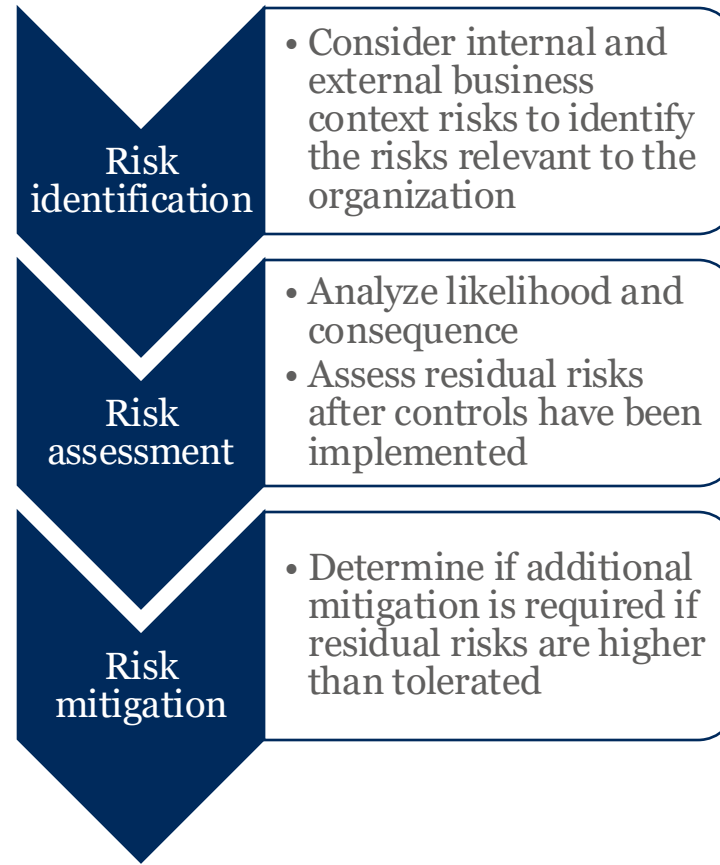 Risk
identification
• Consider internal and
external business
context risks to identify
the risks relevant to the
organization
Risk
assessment
• Analyze likelihood and
consequence
• Assess residual risks
after controls have been
implemented
Risk
mitigation
• Determine if additional
mitigation is required if
residual risks are higher
than tolerated